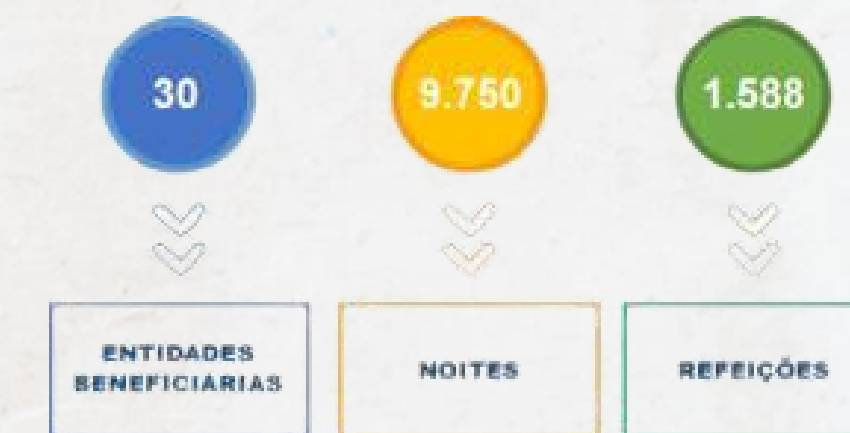 30
9.750
1.588
ENTIDADES
BENEFICIÁRIAS
NOITES
REFEIÇÕES